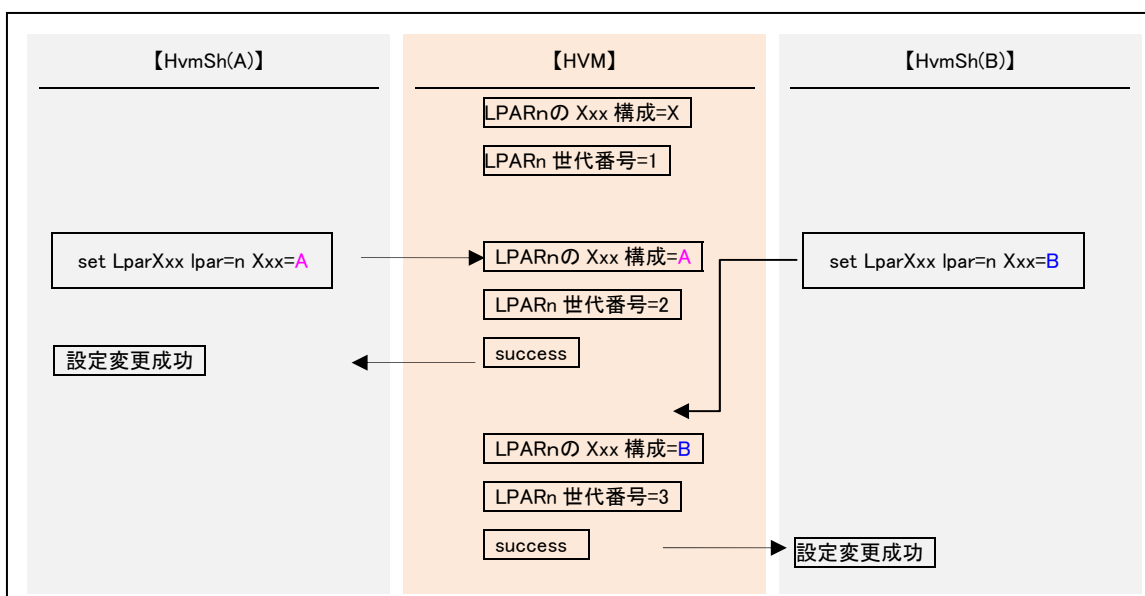 【HvmSh(A)】
【HVM】
【HvmSh(B)】
LPARnの Xxx 構成=X
LPARn 世代番号=1
set LparXxx lpar=n Xxx=A
LPARnの Xxx 構成=A
set LparXxx lpar=n Xxx=B
LPARn 世代番号=2
success
設定変更成功
LPARnの Xxx 構成=B
LPARn 世代番号=3
success
設定変更成功